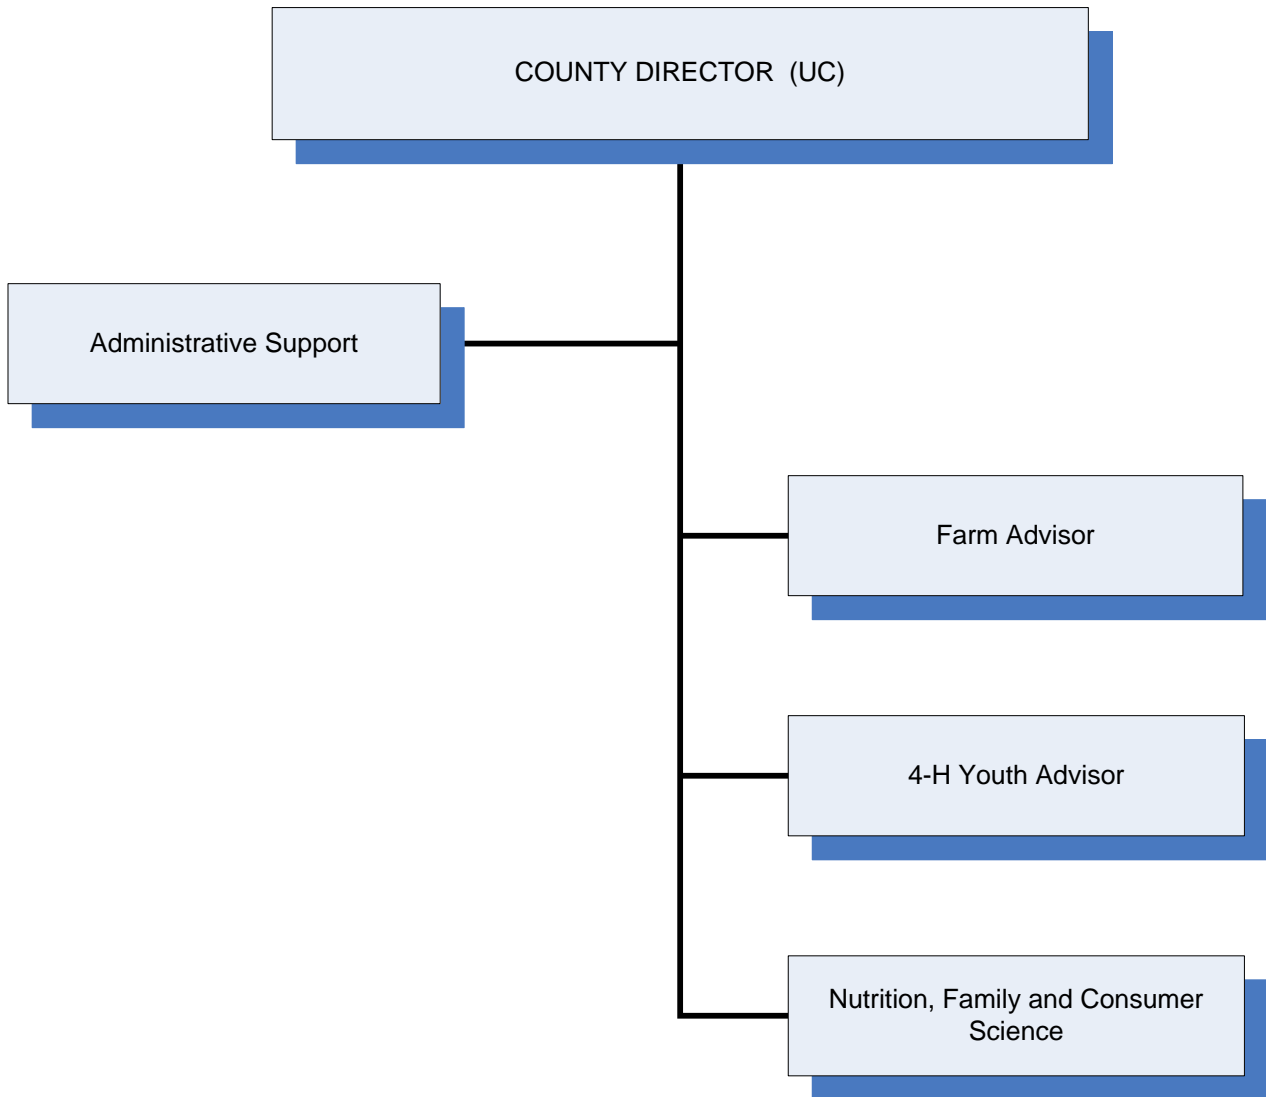 COUNTY DIRECTOR  (UC)
Administrative Support
Farm Advisor
4-H Youth Advisor
Nutrition, Family and Consumer
Science